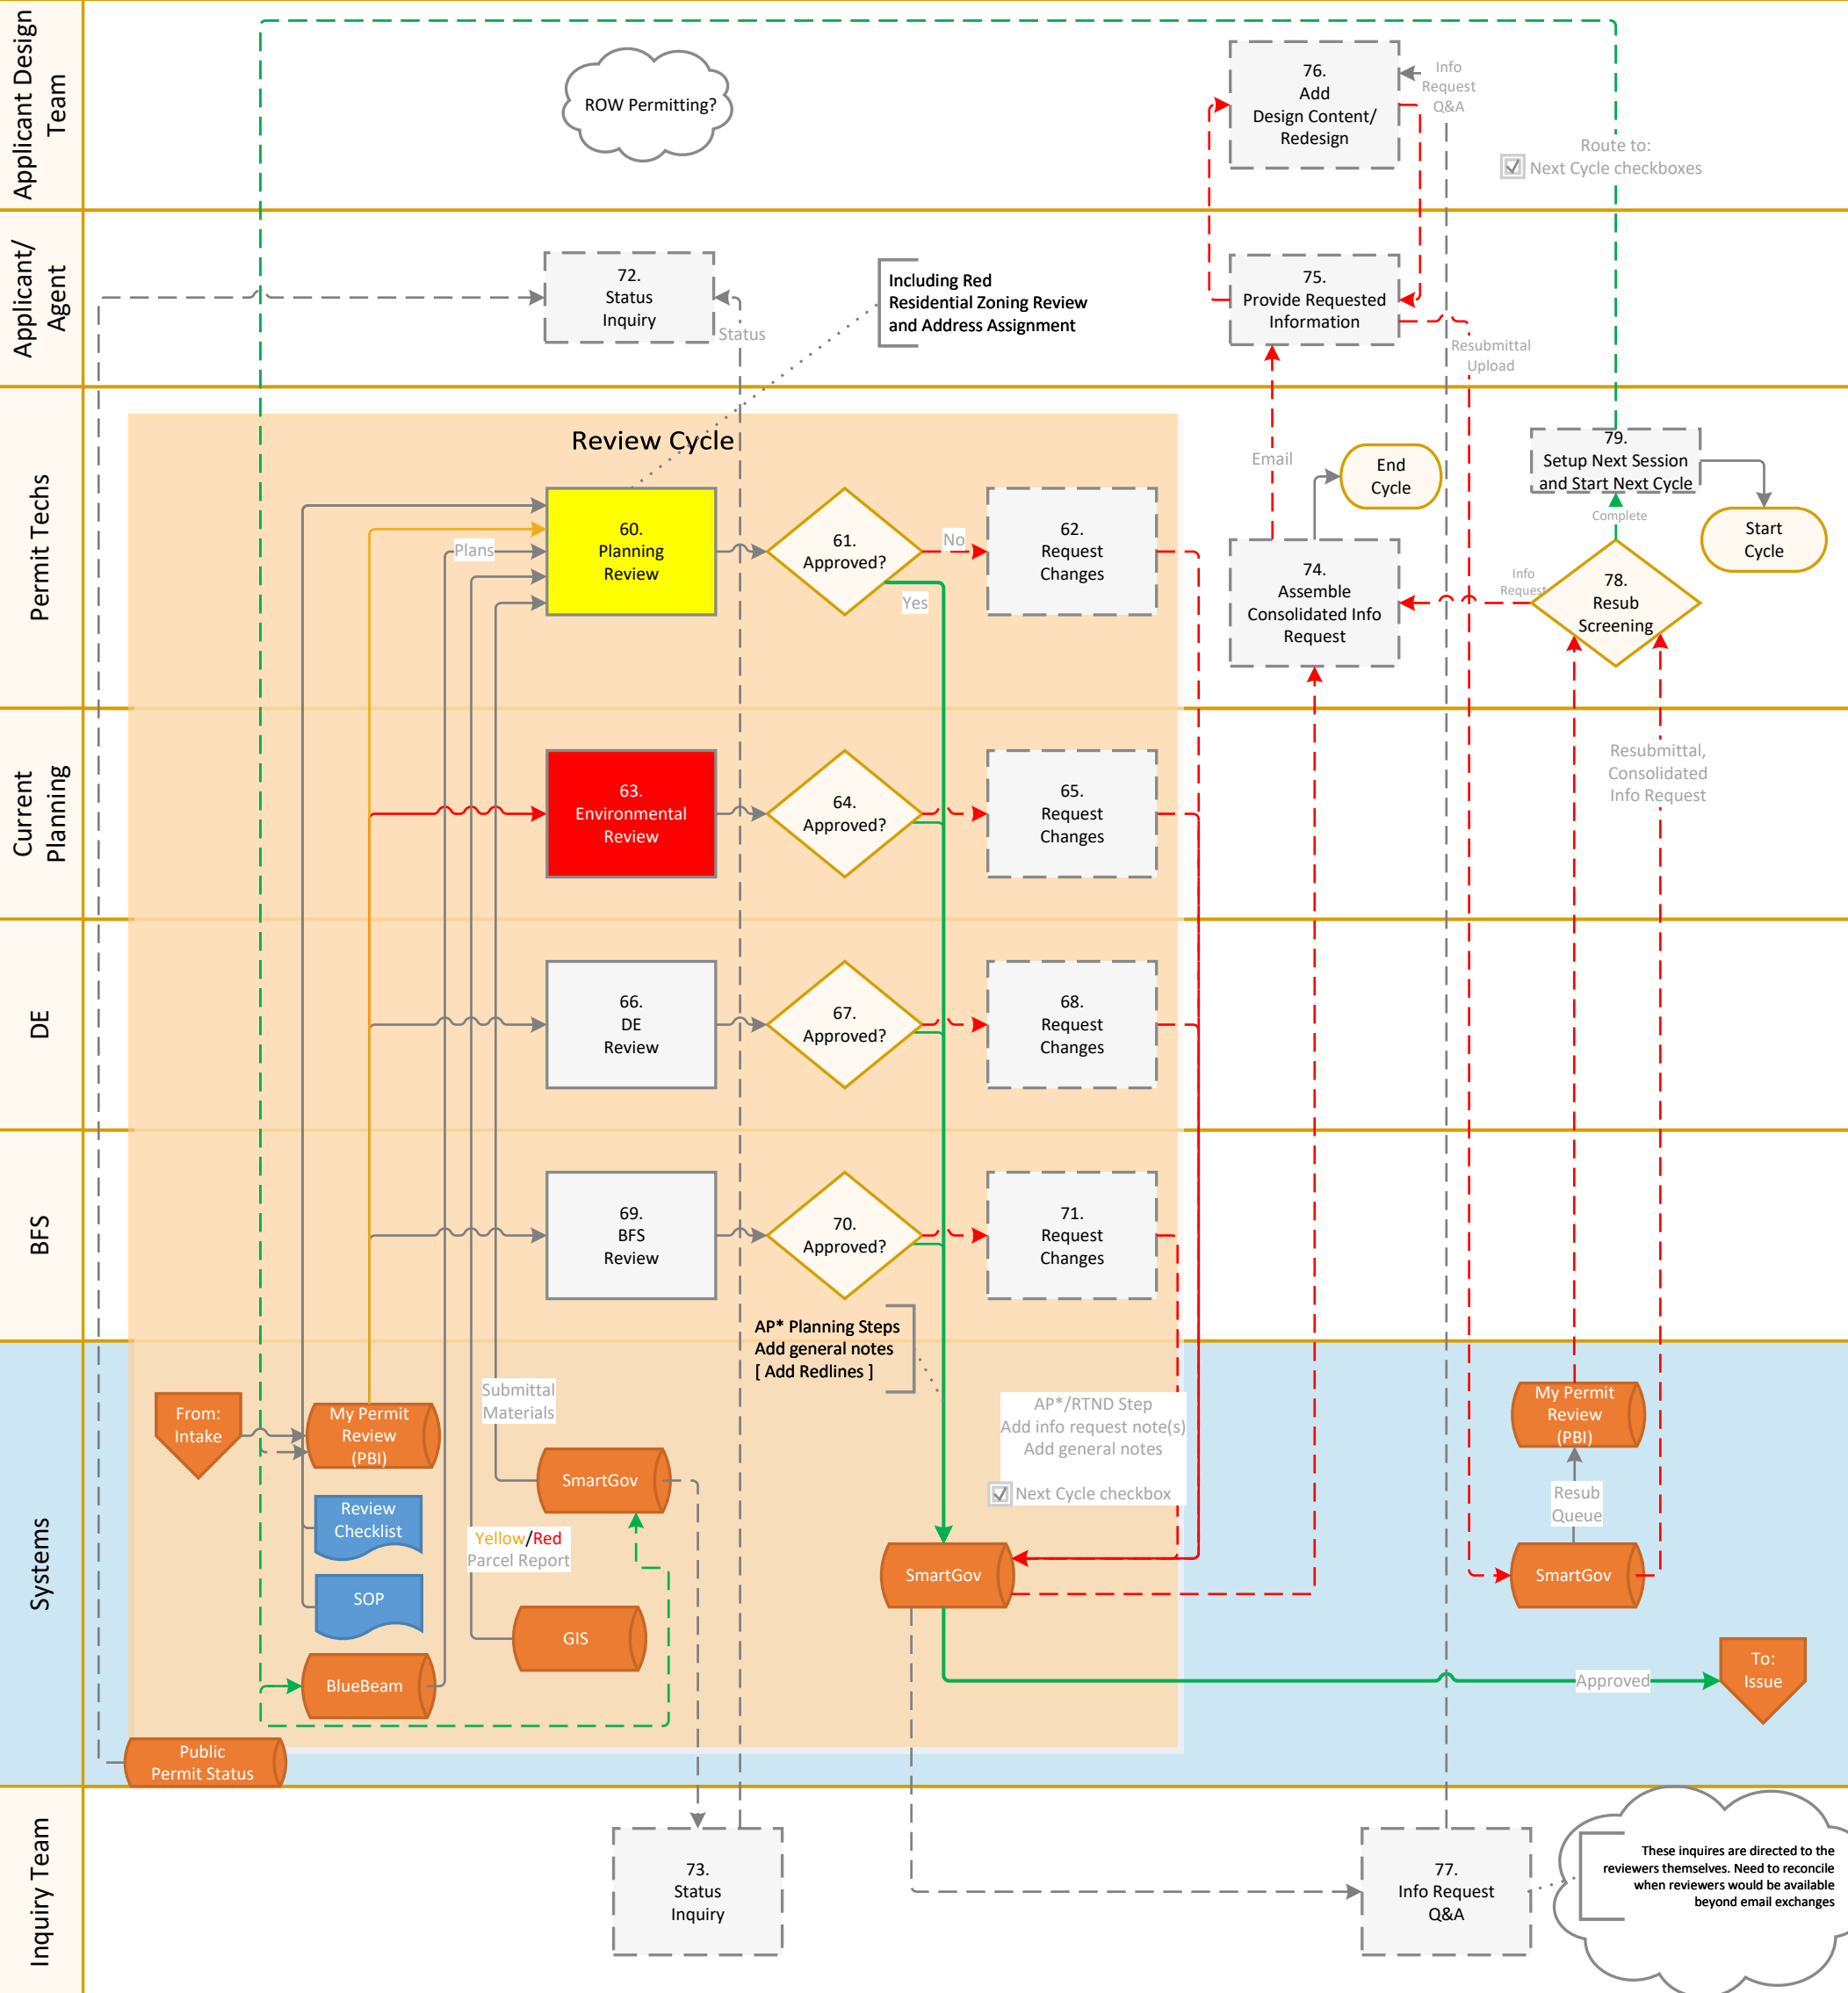 Applicant Design
Team
ROW Permitting?
76.
Add
Design Content/
Redesign
Info
Request
Q&A
Route to:
Next Cycle checkboxes
Applicant/
Agent
72.
Status
Inquiry
Status
Including Red
Residential Zoning Review
and Address Assignment
75.
Provide Requested
Information
Resubmittal
Upload
Permit Techs
Review Cycle
Plans
60.
Planning
Review
61.
Approved?
No
Yes
62.
Request
Changes
Email
End
Cycle
74.
Assemble
Consolidated Info
Request
79.
Setup Next Session
and Start Next Cycle
Complete
Start
Cycle
Info
Request
78.
Resub
Screening
Current
Planning
63.
Environmental
Review
64.
Approved?
65.
Request
Changes
Resubmittal,
Consolidated
Info Request
DE
66.
DE
Review
67.
Approved?
68.
Request
Changes
BFS
69.
BFS
Review
70.
Approved?
71.
Request
Changes
AP* Planning Steps
Add general notes
[ Add Redlines ]
Systems
From:
Intake
My Permit
Review
(PBI)
Review
Checklist
SOP
BlueBeam
Public
Permit Status
Submittal
Materials
SmartGov
Yellow/Red
Parcel Report
GIS
AP*/RTND Step
Add info request note(s)
Add general notes
Next Cycle checkbox
SmartGov
My Permit
Review
(PBI)
Resub
Queue
SmartGov
Approved
To:
Issue
Inquiry Team
73.
Status
Inquiry
77.
Info Request
Q&A
These inquires are directed to the
reviewers themselves. Need to reconcile
when reviewers would be available
beyond email exchanges